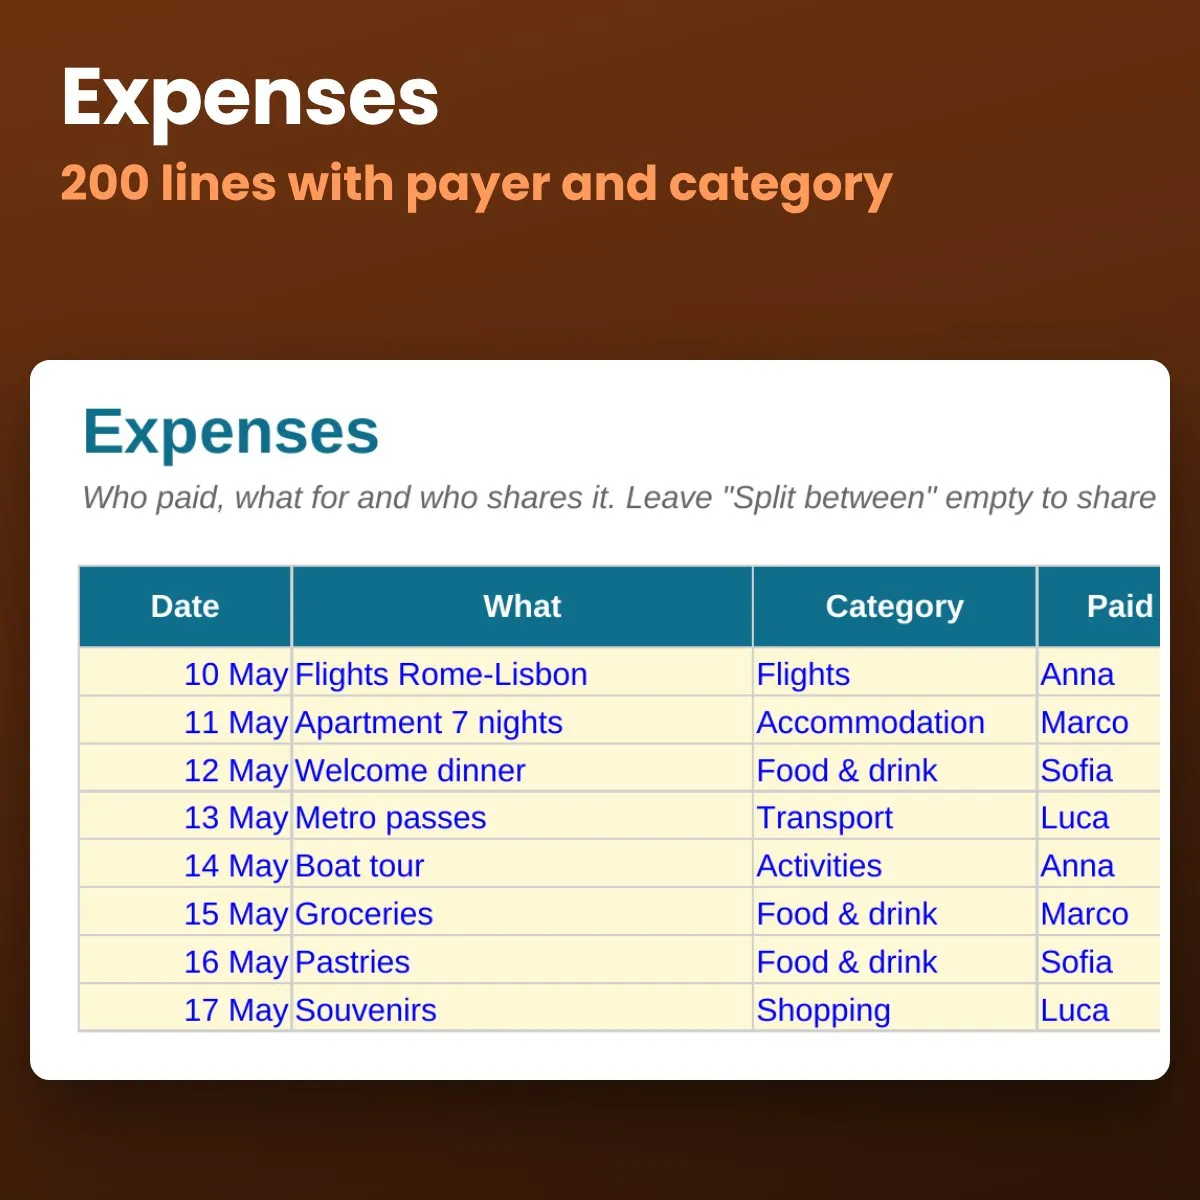 Expenses
200 lines with payer and category
Expenses
Who paid, what for and who shares it. Leave "Split between" empty to share
Date What Category Paid
10 May Flights Rome-Lisbon Flights Anna
11 May Apartment 7 nights Accommodation Marco
12 May Welcome dinner Food & drink Sofia
13 May Metro passes Transport Luca
14 May Boat tour Activities Anna
15 May Groceries Food & drink Marco
16 May Pastries Food & drink Sofia
17 May Souvenirs Shopping Luca